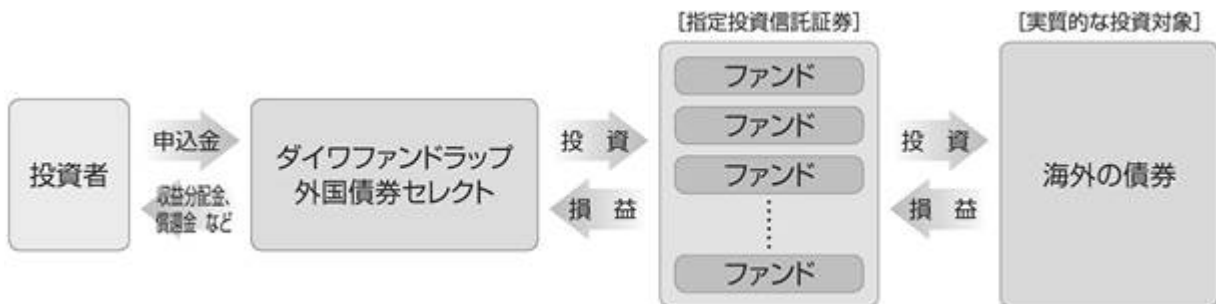 [指定投資信託証券]
[実質的な投資対象]
投資者
申込金
収益分配金、
償還金 など
ダイワファンドラップ
外国債券セレクト
投 資
損 益
ファンド
ファンド
ファンド
ファンド
投 資
損 益
海外の債券